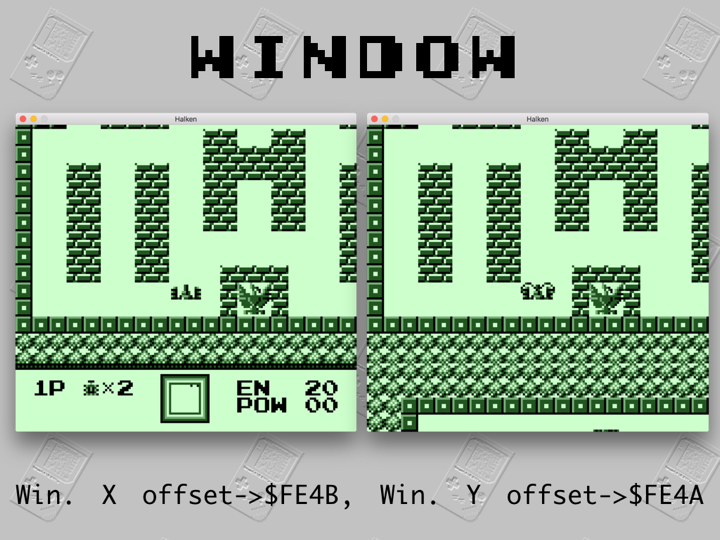 WINDOW
Halken
Halken
1P ×2 EN 20
POW 00
Win. X offset->$FE4B, Win. Y offset->$FE4A